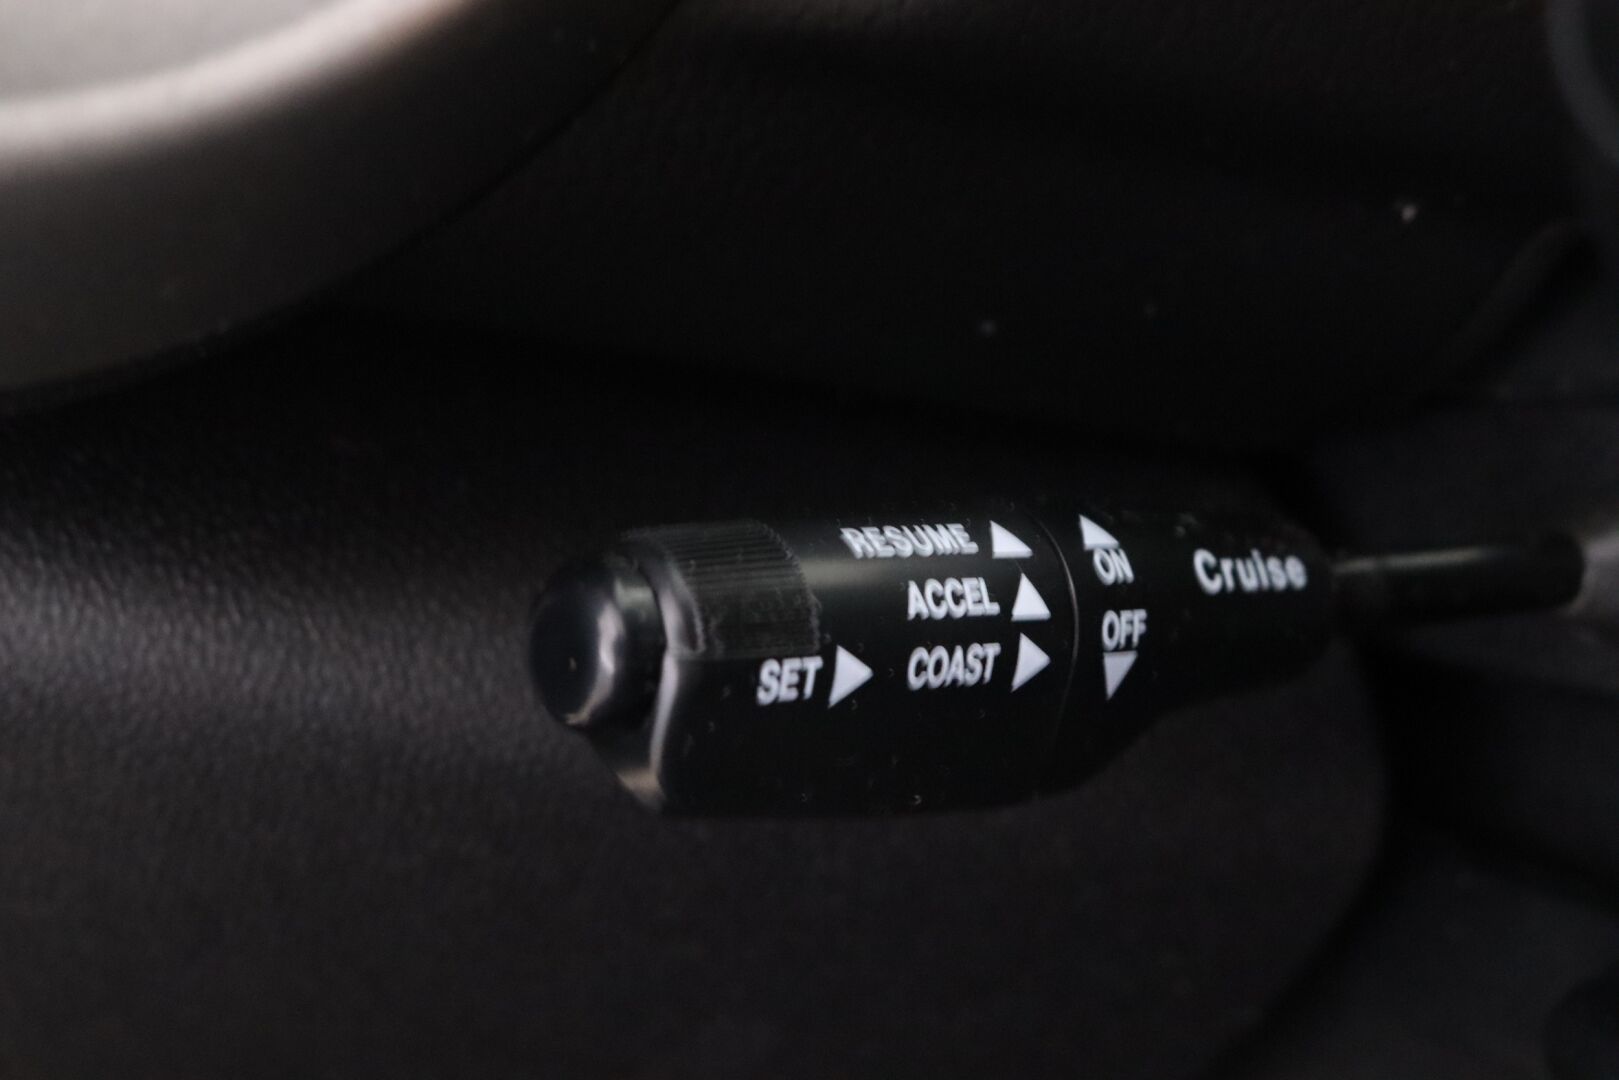 RESUME
ACCEL
SET COAST
ON
OFF
Cruise